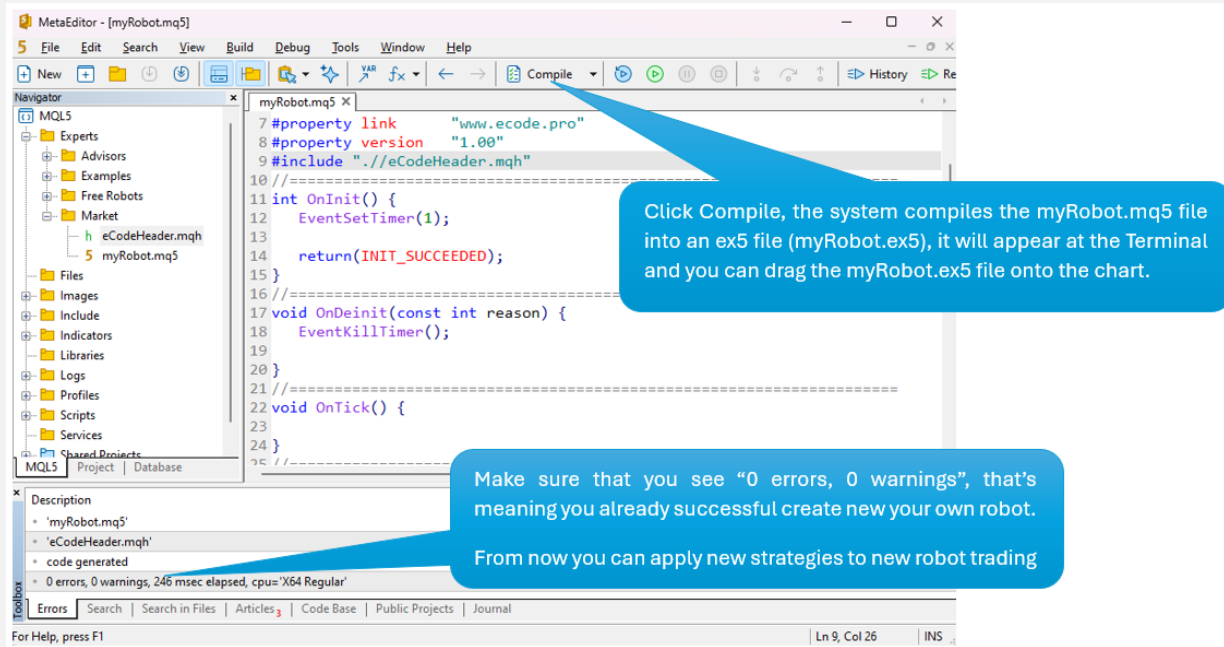 MetaEditor - [myRobot.mq5]
5 File Edit Search View Build Debug Tools Window Help
New VAR fx Compile History Re
Navigator
MQL5
Experts
Advisors
Examples
Free Robots
Market
h eCodeHeader.mqh
5 myRobot.mq5
Files
Images
Include
Indicators
Libraries
Logs
Profiles
Scripts
Services
Shared Projects
MQL5 Project | Database
myRobot.mq5
7 #property link "www.ecode.pro"
8 #property version "1.00"
9 #include ".//eCodeHeader.mqh"
10 //==================================================================
11 int OnInit() {
12 EventSetTimer(1);
13
14 return(INIT_SUCCEEDED);
15 }
16 //==================================================================
17 void OnDeinit(const int reason) {
18 EventKillTimer();
19
20 }
21 //==================================================================
22 void OnTick() {
23
24 }
25 //==================
Click Compile, the system compiles the myRobot.mq5 file
into an ex5 file (myRobot.ex5), it will appear at the Terminal
and you can drag the myRobot.ex5 file onto the chart.
Make sure that you see “0 errors, 0 warnings”, that’s
meaning you already successful create new your own robot.
From now you can apply new strategies to new robot trading
Description
'myRobot.mq5'
'eCodeHeader.mqh'
code generated
0 errors, 0 warnings, 246 msec elapsed, cpu='X64 Regular'
Toolbox
Errors | Search | Search in Files | Articles 3 | Code Base | Public Projects | Journal
For Help, press F1 Ln 9, Col 26 INS